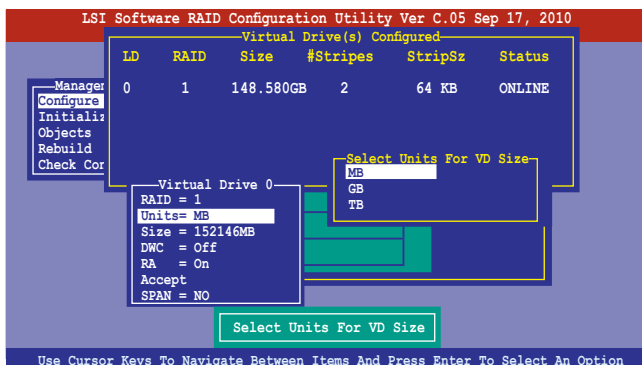 LSI Software RAID Configuration Utility Ver C.05 Sep 17, 2010
Virtual Drive(s) Configured
LD RAID Size #Stripes StripSz Status
0 1 148.580GB 2 64 KB ONLINE
Manager
Configure
Initializ
Objects
Rebuild
Check Con
Select Units For VD Size
MB
GB
TB
Virtual Drive 0
RAID = 1
Units= MB
Size = 152146MB
DWC = Off
RA = On
Accept
SPAN = NO
Select Units For VD Size
Use Cursor Keys To Navigate Between Items And Press Enter To Select An Option